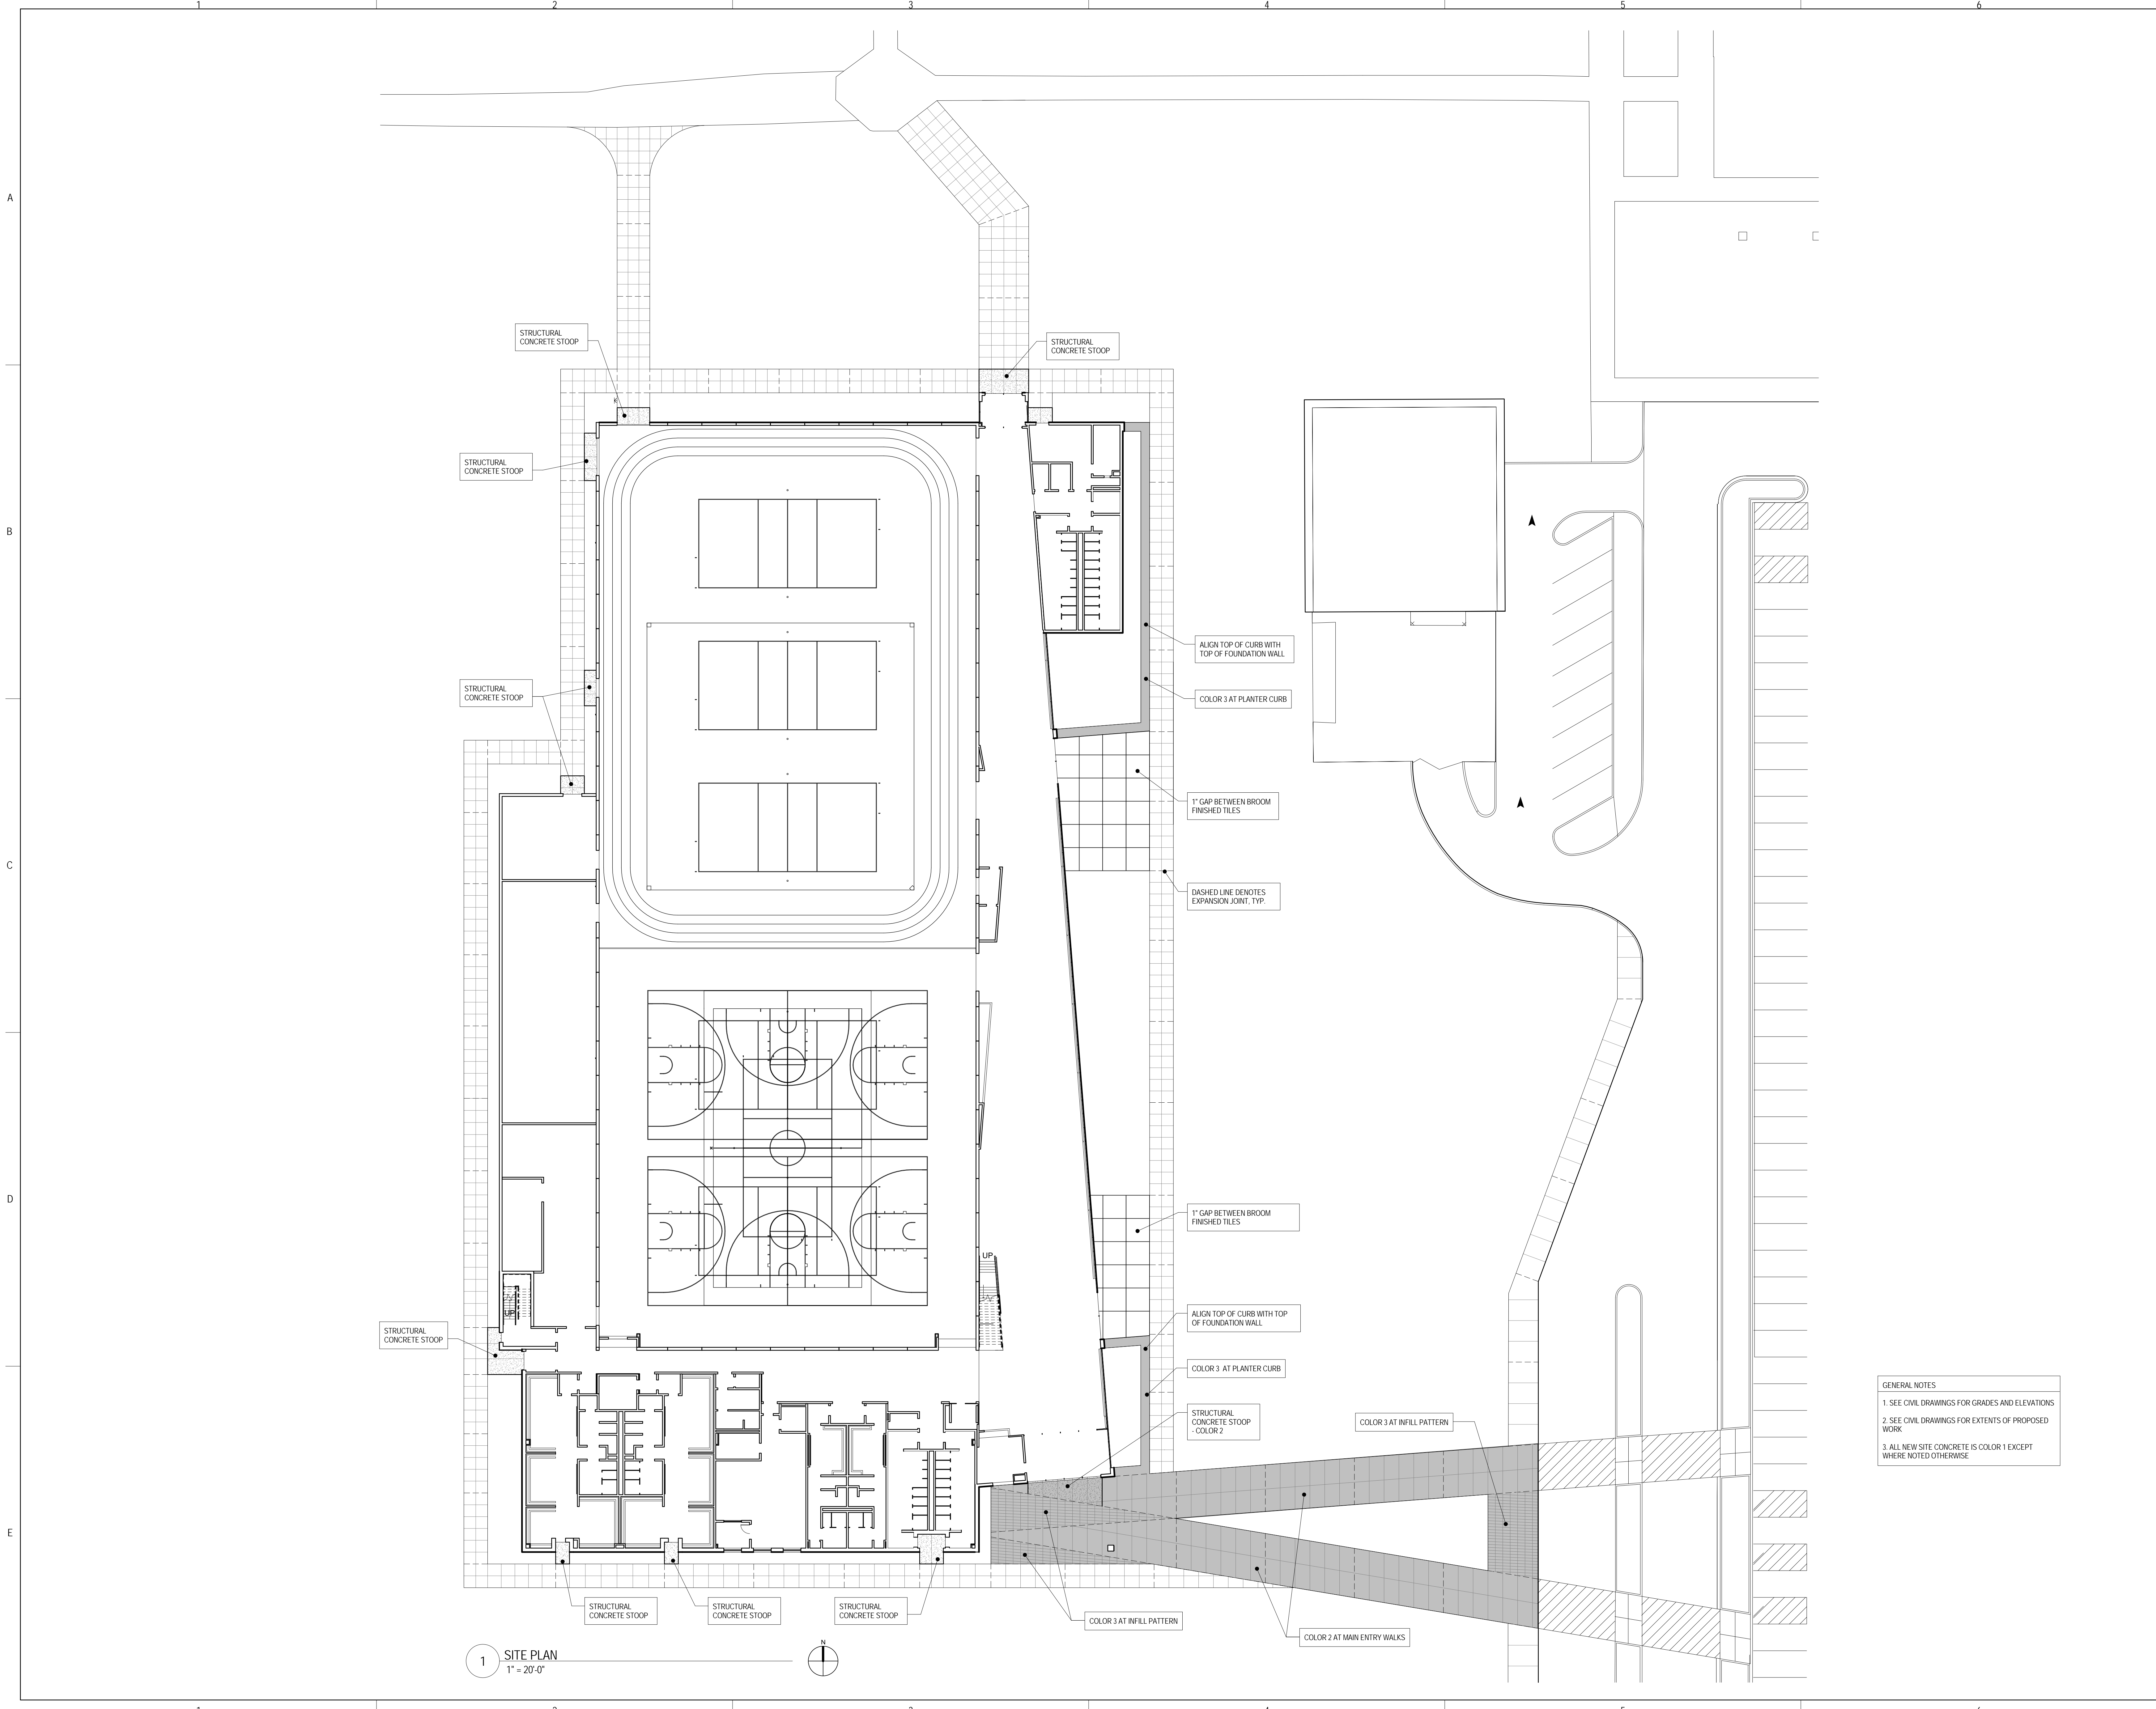 1 2 3 4 5 6
A
STRUCTURAL
CONCRETE STOOP
STRUCTURAL
CONCRETE STOOP
STRUCTURAL
CONCRETE STOOP
B
ALIGN TOP OF CURB WITH
TOP OF FOUNDATION WALL
STRUCTURAL
CONCRETE STOOP
COLOR 3 AT PLANTER CURB
1" GAP BETWEEN BROOM
FINISHED TILES
C
DASHED LINE DENOTES
EXPANSION JOINT, TYP.
D
1" GAP BETWEEN BROOM
FINISHED TILES
UP
UP
ALIGN TOP OF CURB WITH TOP
OF FOUNDATION WALL
STRUCTURAL
CONCRETE STOOP
COLOR 3 AT PLANTER CURB
GENERAL NOTES
1. SEE CIVIL DRAWINGS FOR GRADES AND ELEVATIONS
2. SEE CIVIL DRAWINGS FOR EXTENTS OF PROPOSED
WORK
3. ALL NEW SITE CONCRETE IS COLOR 1 EXCEPT
WHERE NOTED OTHERWISE
STRUCTURAL
CONCRETE STOOP
- COLOR 2
COLOR 3 AT INFILL PATTERN
E
STRUCTURAL
CONCRETE STOOP
STRUCTURAL
CONCRETE STOOP
STRUCTURAL
CONCRETE STOOP
COLOR 3 AT INFILL PATTERN
COLOR 2 AT MAIN ENTRY WALKS
N
1 SITE PLAN
1" = 20'-0"